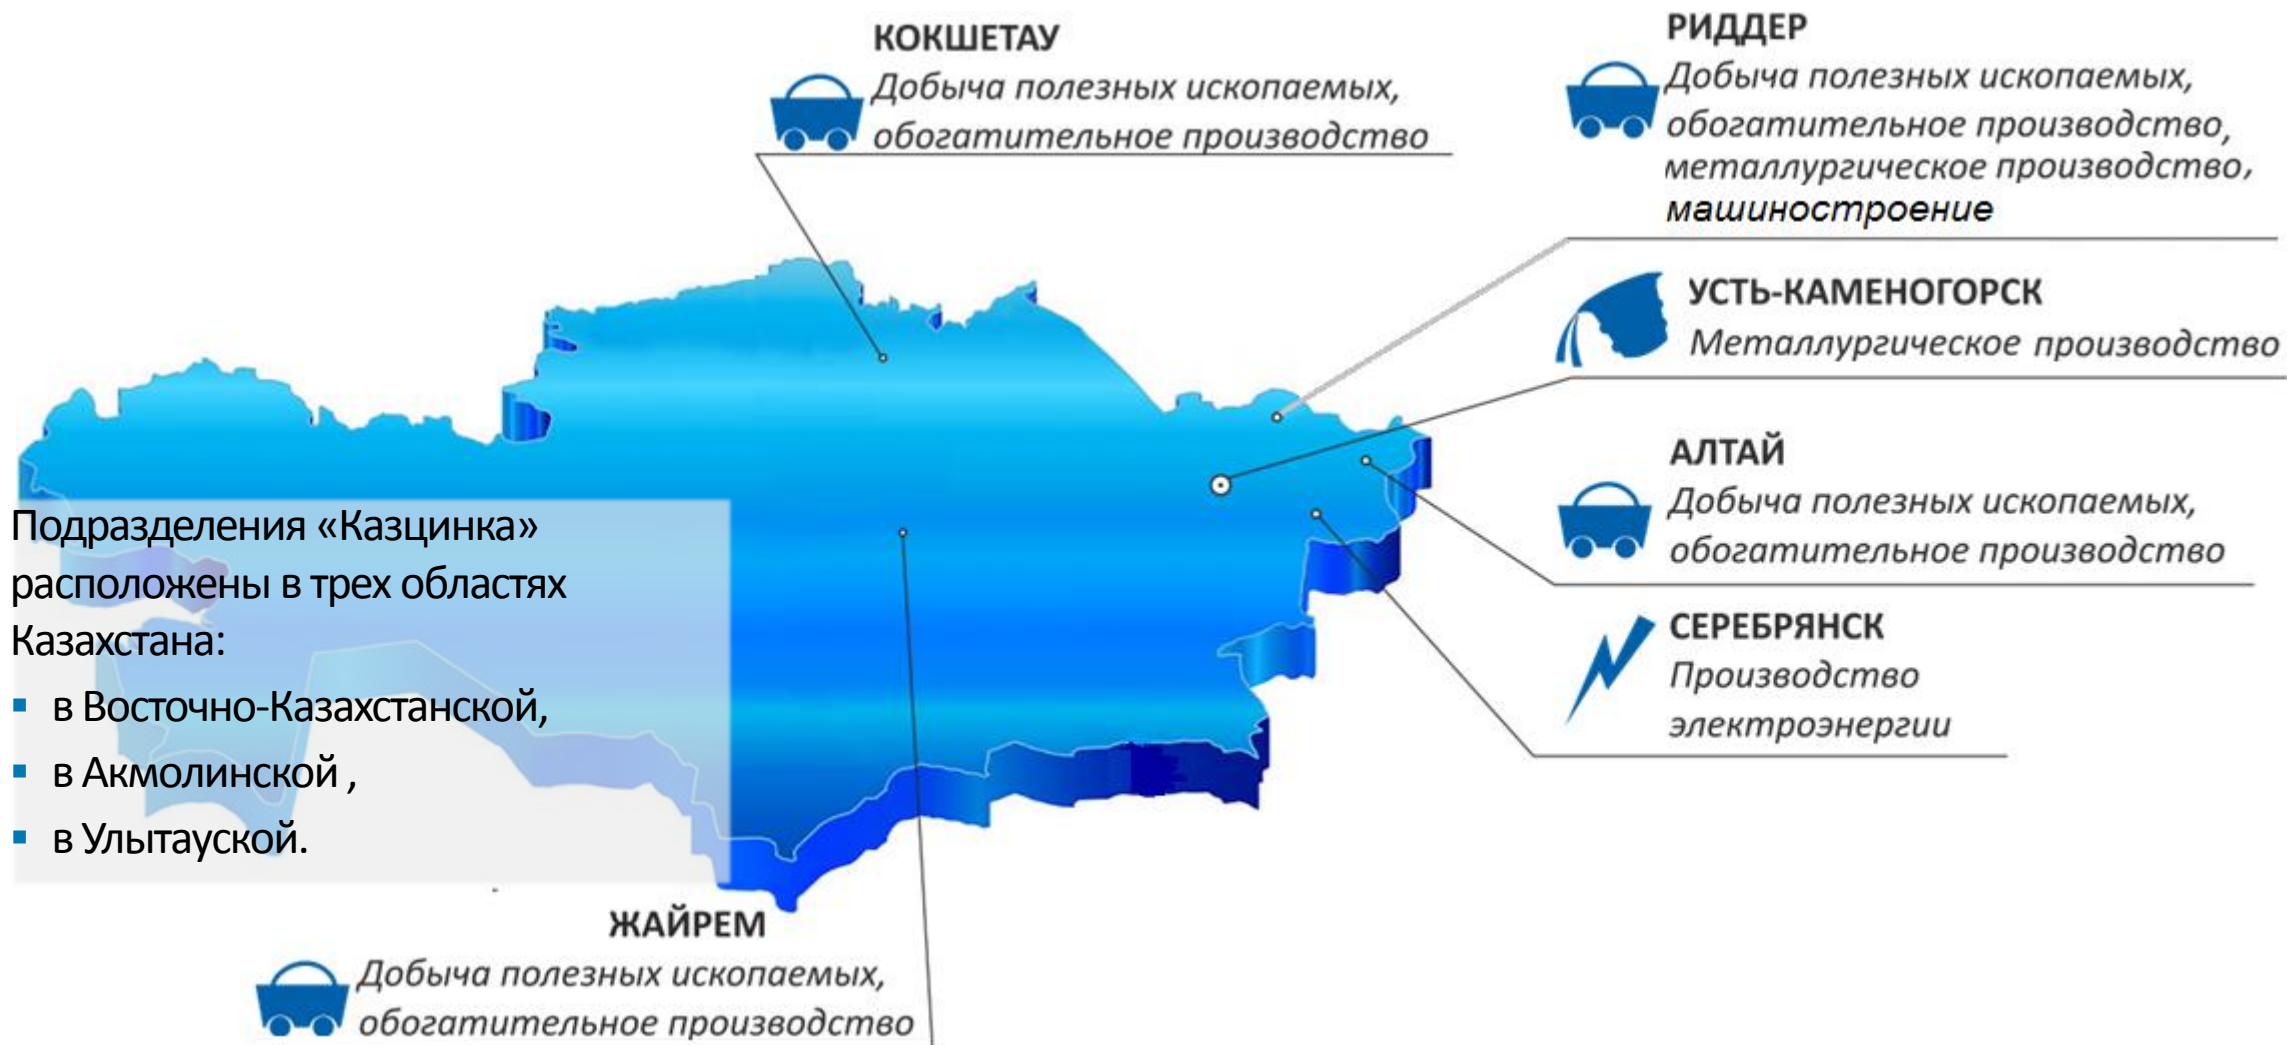 КОКШЕТАУ
Добыча полезных ископаемых,
обогатительное производство
РИДДЕР
Добыча полезных ископаемых,
обогатительное производство,
металлургическое производство,
машиностроение
УСТЬ-КАМЕНОГОРСК
Металлургическое производство
АЛТАЙ
Добыча полезных ископаемых,
обогатительное производство
СЕРЕБРЯНСК
Производство
электроэнергии
Подразделения «Казцинка»
расположены в трех областях
Казахстана:
▪ в Восточно-Казахстанской,
▪ в Акмолинской ,
▪ в Улытауской.
ЖАЙРЕМ
Добыча полезных ископаемых,
обогатительное производство